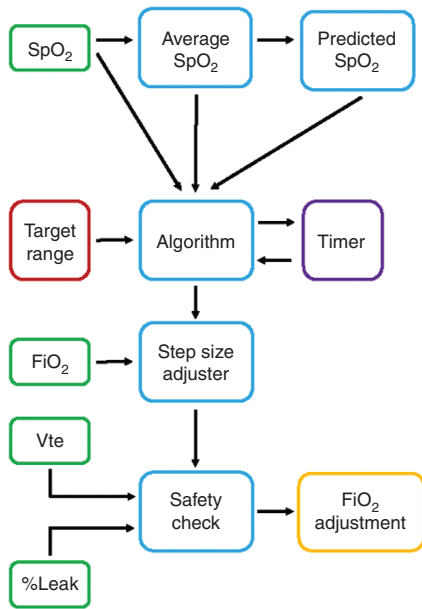 SpO₂
Average
SpO₂
Predicted
SpO₂
Target
range
Algorithm
Timer
FiO₂
Step size
adjuster
Vte
Safety
check
FiO₂
adjustment
%Leak